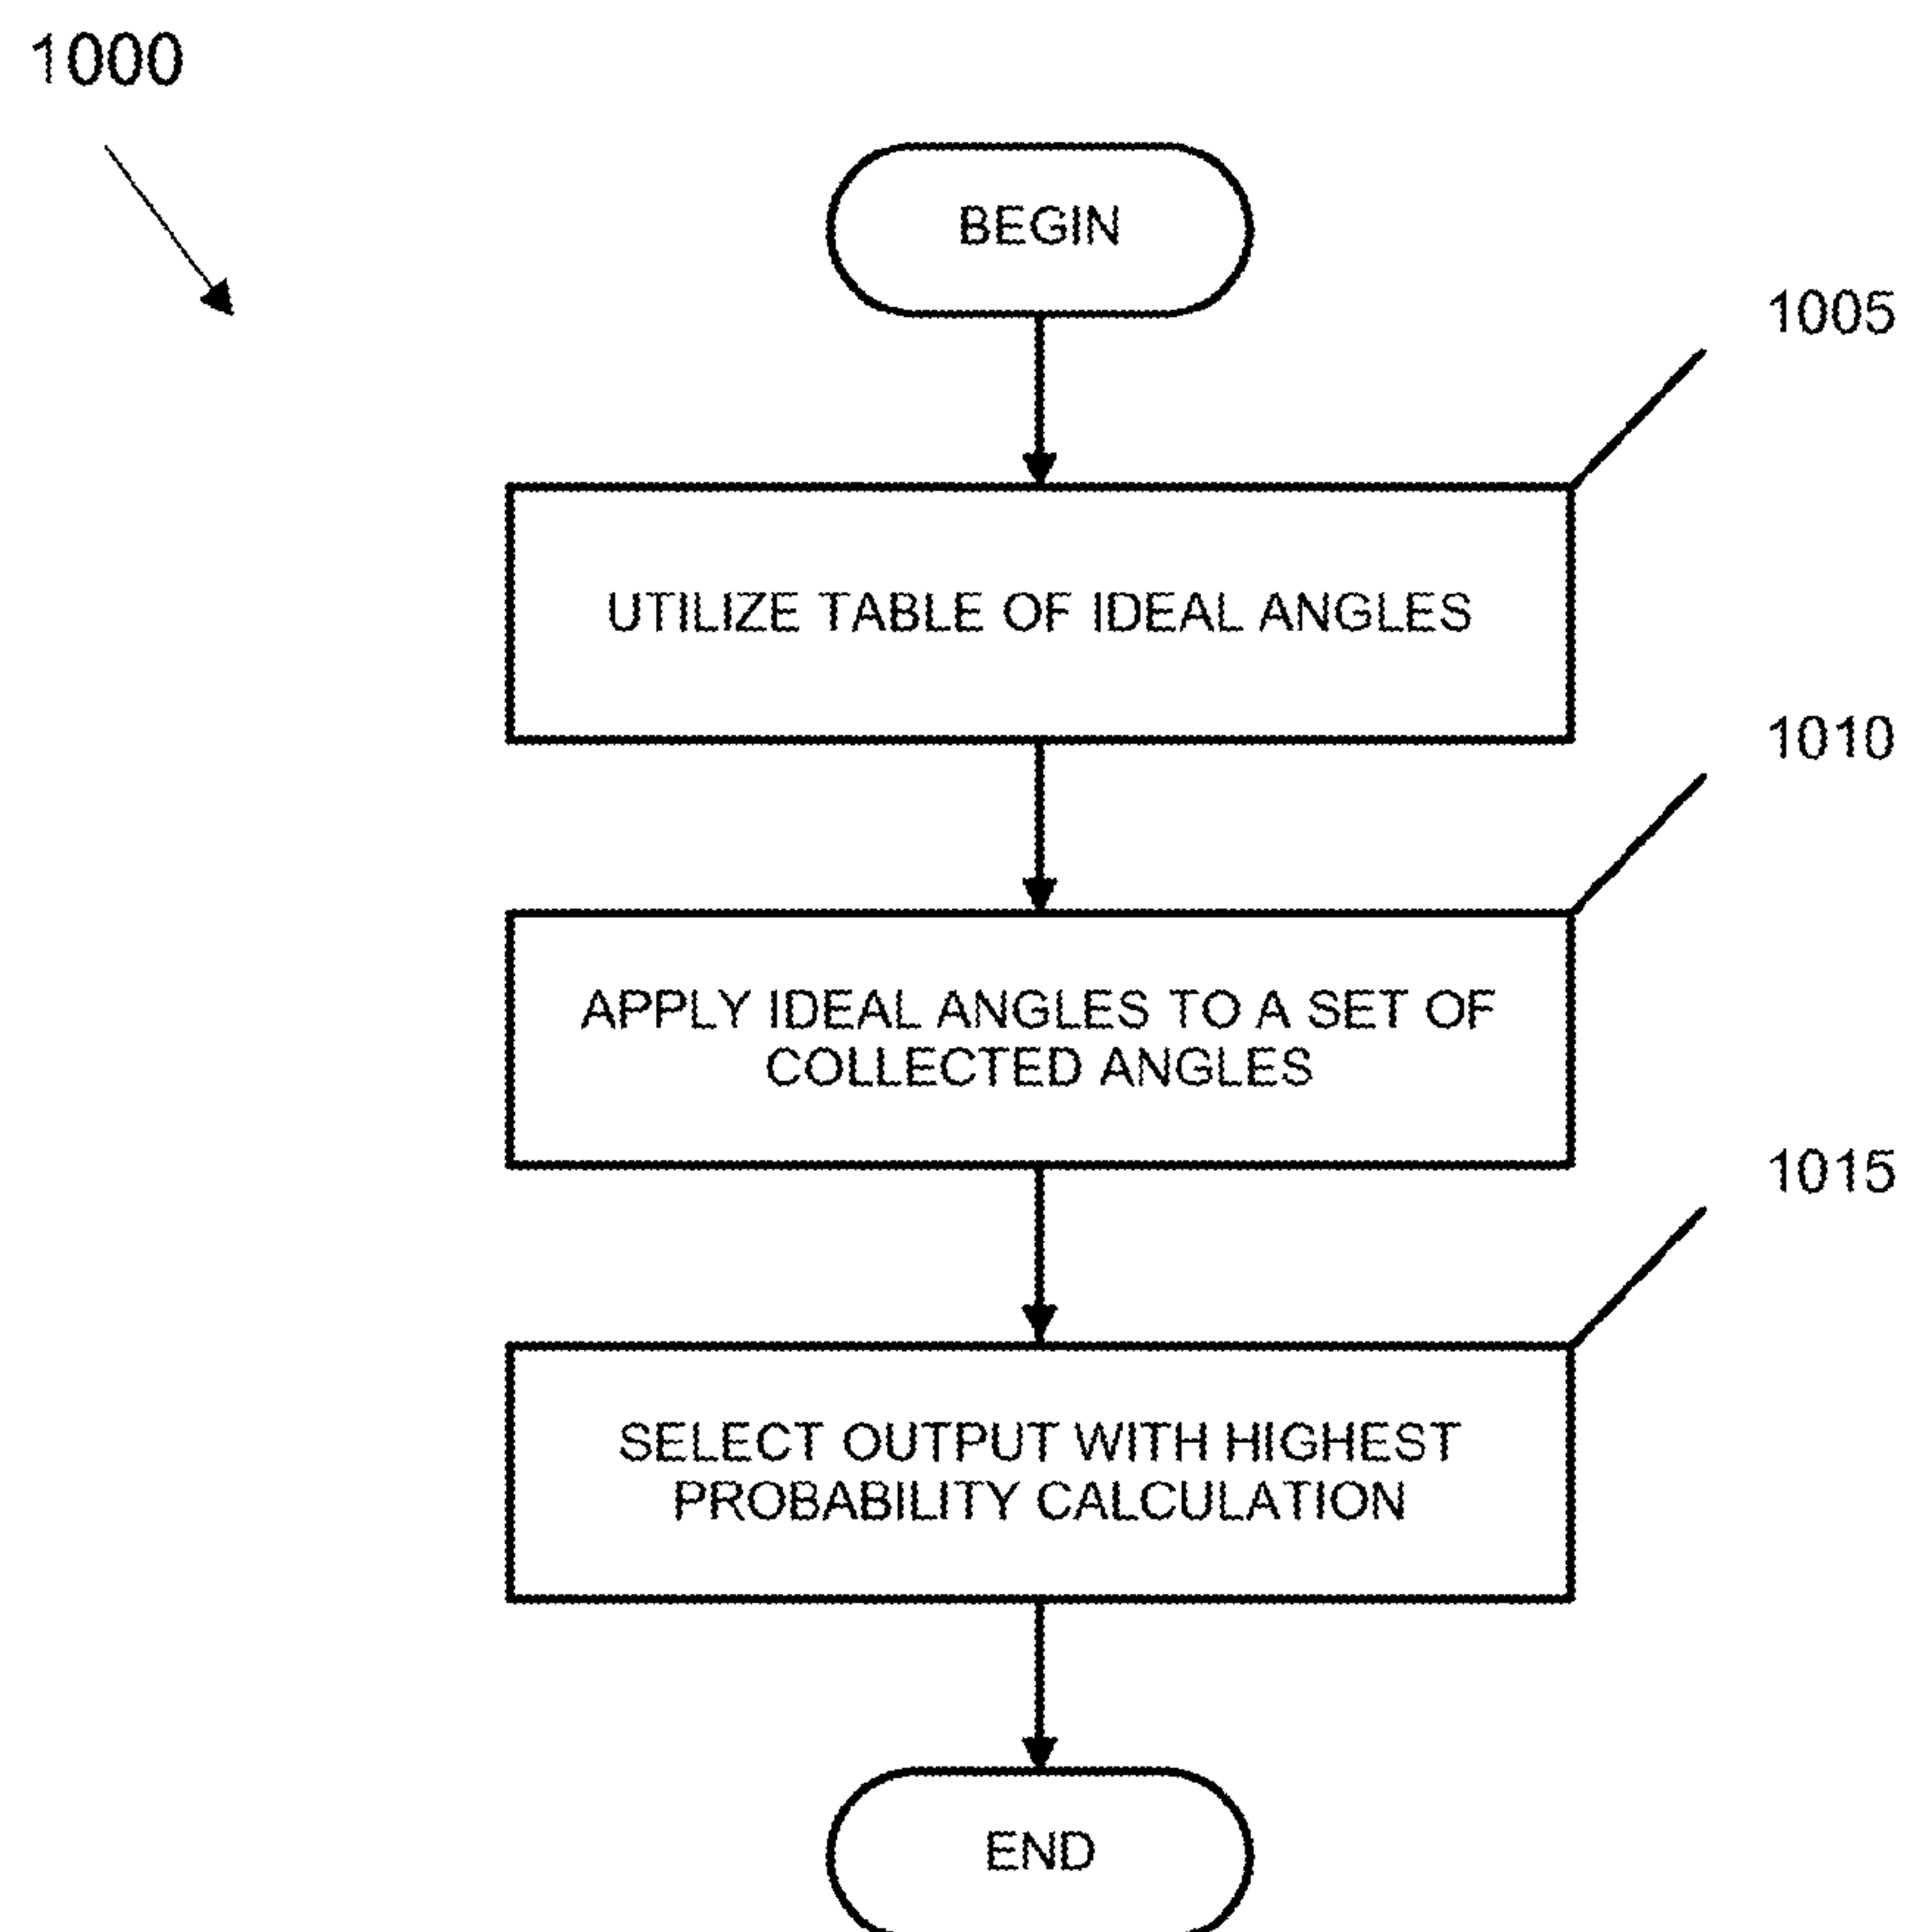 1000
BEGIN
1005
UTILIZE TABLE OF IDEAL ANGLES
1010
APPLY IDEAL ANGLES TO A SET OF
COLLECTED ANGLES
1015
SELECT OUTPUT WITH HIGHEST
PROBABILITY CALCULATION
END